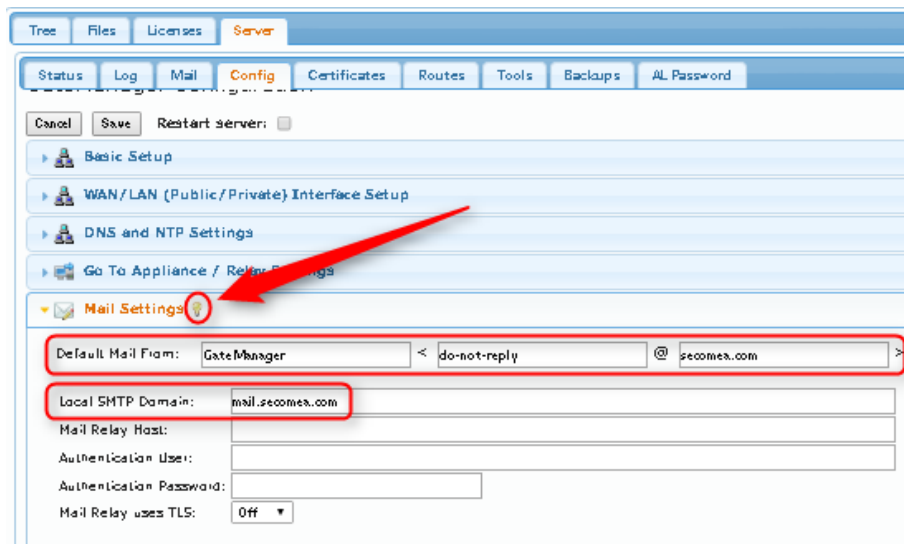 Tree Files Licenses Server
Status Log Mail Config Certificates Routes Tools Backups AL Password
Cancel Save Restart server:
Basic Setup
WAN/LAN (Public/Private) Interface Setup
DNS and NTP Settings
Go To Appliance / Relay
Mail Settings
Default Mail From: GateManager < do-not-reply @ secomea.com >
Local SMTP Domain: mail.secomea.com
Mail Relay Host:
Authentication User:
Authentication Password:
Mail Relay uses TLS: Off